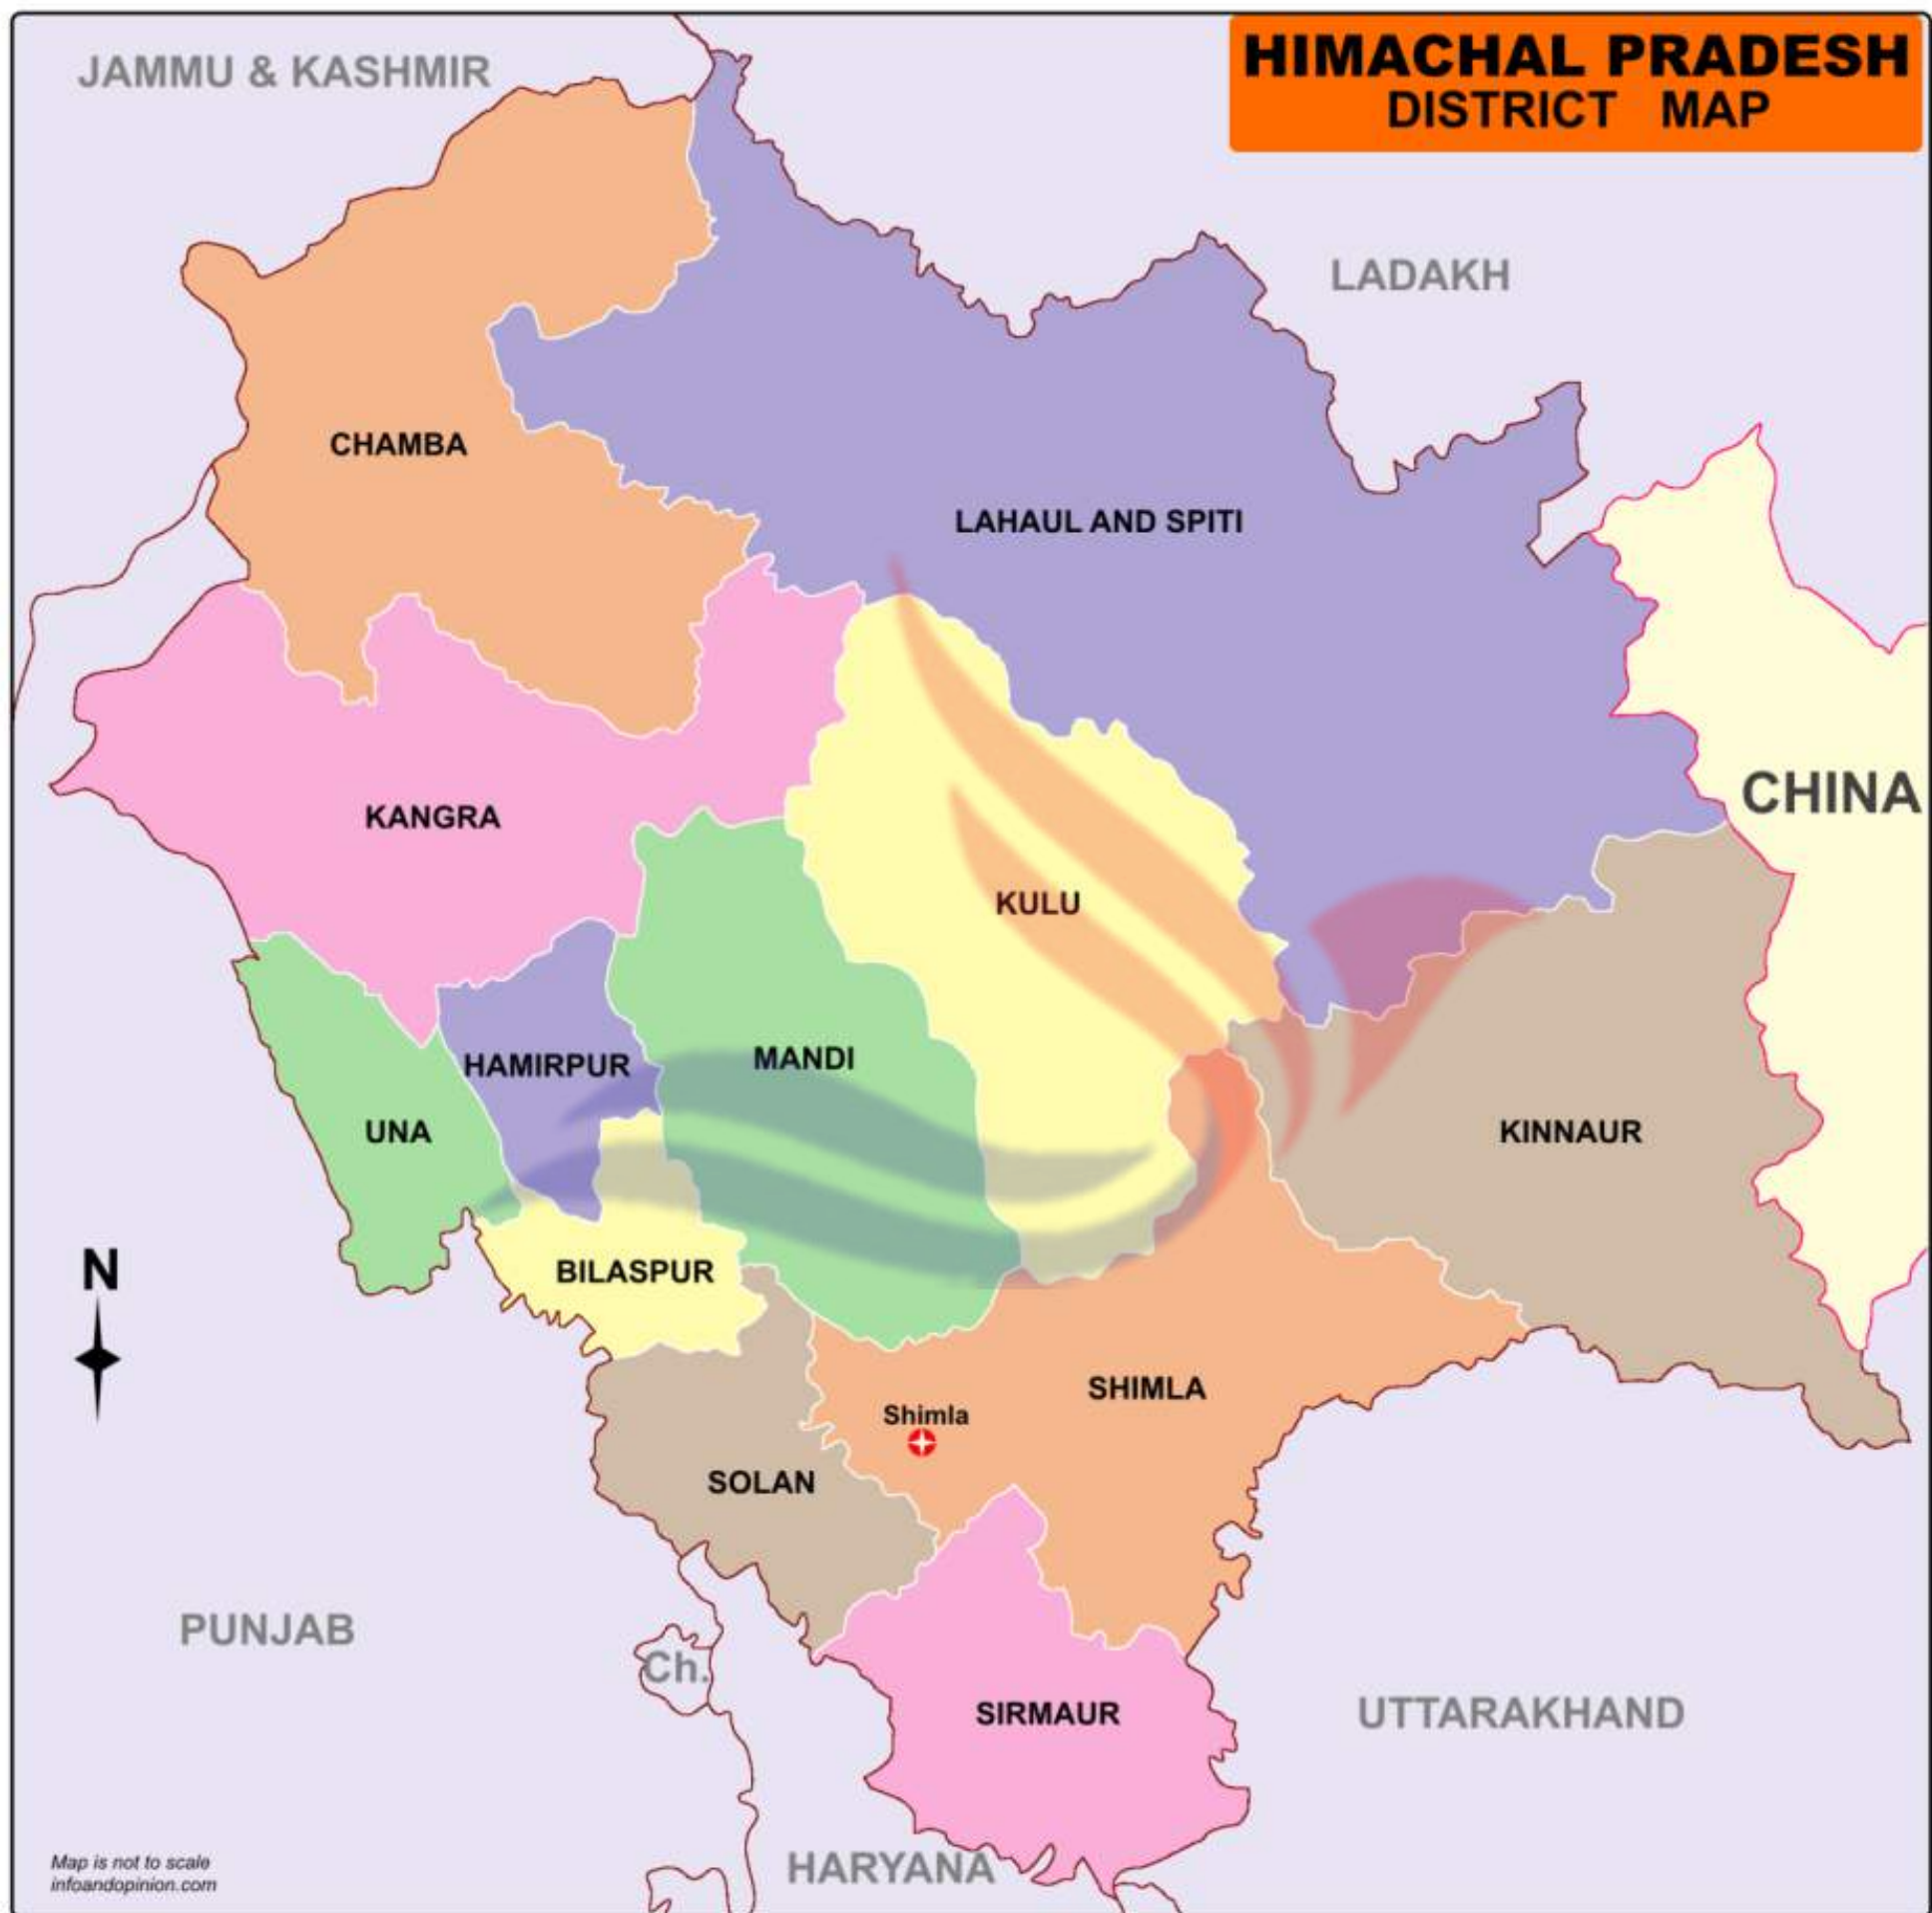 HIMACHAL PRADESH
DISTRICT MAP
JAMMU & KASHMIR
LADAKH
CHAMBA
LAHAUL AND SPITI
CHINA
KANGRA
KULU
HAMIRPUR
MANDI
UNA
KINNAUR
N
BILASPUR
SHIMLA
Shimla
SOLAN
PUNJAB
Ch.
SIRMAUR
UTTARAKHAND
HARYANA
Map is not to scale
infoandopinion.com